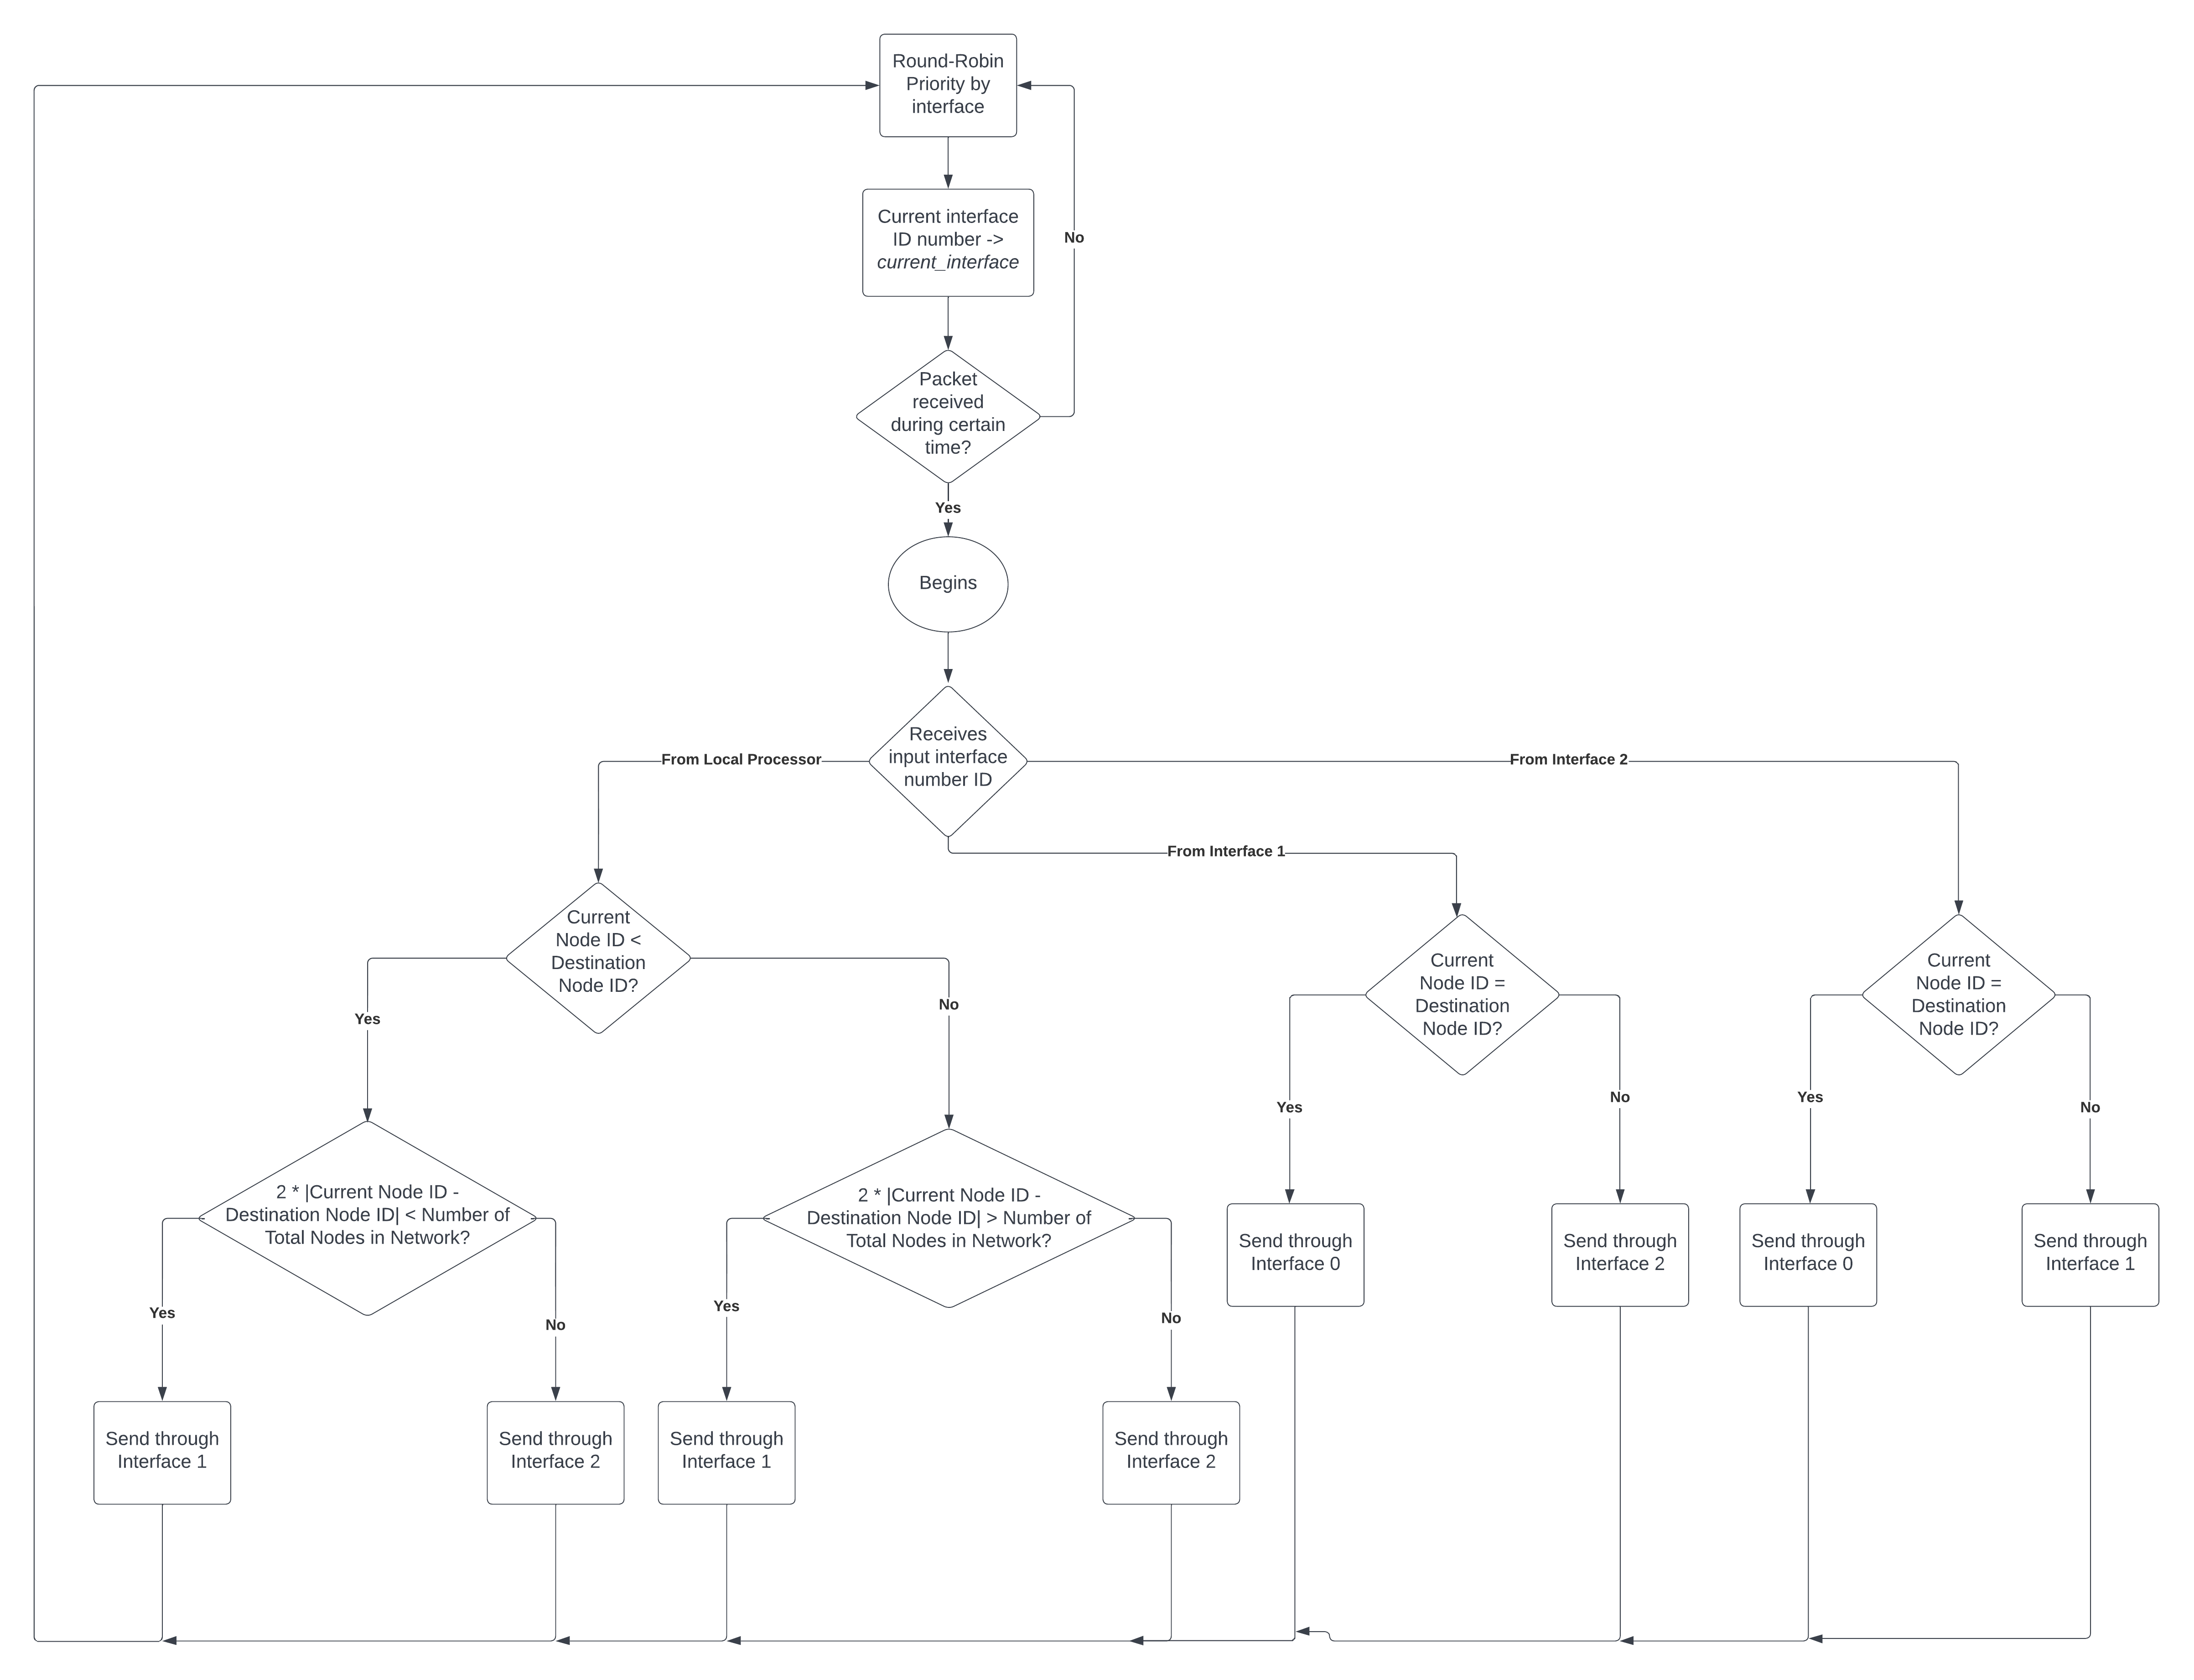 Round-Robin
Priority by
interface
Current interface
ID number ->
current_interface
No
Packet
received
during certain
time?
Yes
Begins
Receives
input interface
number ID
From Local Processor
From Interface 2
From Interface 1
Current
Node ID <
Destination
Node ID?
Yes
No
Current
Node ID =
Destination
Node ID?
Yes
No
Current
Node ID =
Destination
Node ID?
Yes
No
2 * |Current Node ID -
Destination Node ID| < Number of
Total Nodes in Network?
Yes
No
2 * |Current Node ID -
Destination Node ID| > Number of
Total Nodes in Network?
Yes
No
Send through
Interface 0
Send through
Interface 2
Send through
Interface 0
Send through
Interface 1
Send through
Interface 1
Send through
Interface 2
Send through
Interface 1
Send through
Interface 2